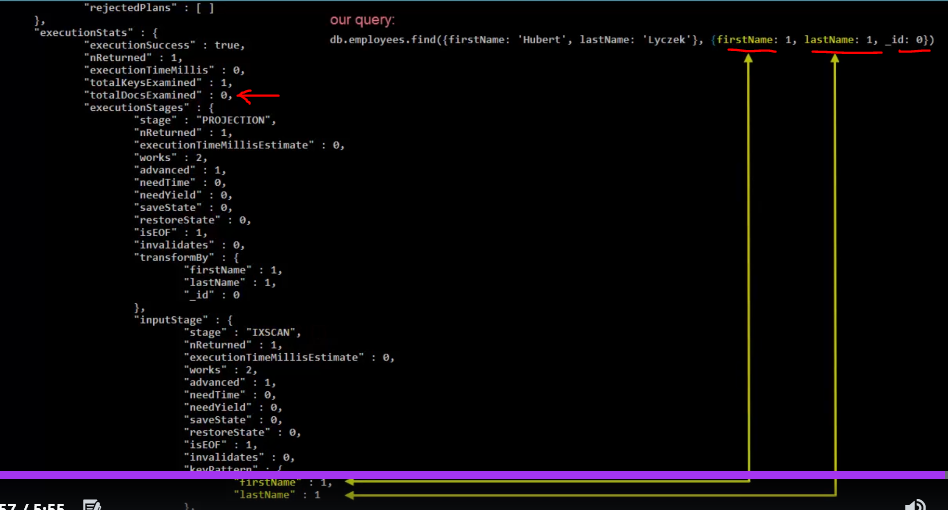 "rejectedPlans" : [ ]
},
"executionStats" : {
"executionSuccess" : true,
"nReturned" : 1,
"executionTimeMillis" : 0,
"totalKeysExamined" : 1,
"totalDocsExamined" : 0,
"executionStages" : {
"stage" : "PROJECTION",
"nReturned" : 1,
"executionTimeMillisEstimate" : 0,
"works" : 2,
"advanced" : 1,
"needTime" : 0,
"needYield" : 0,
"saveState" : 0,
"restoreState" : 0,
"isEOF" : 1,
"invalidates" : 0,
"transformBy" : {
"firstName" : 1,
"lastName" : 1,
"_id" : 0
},
"inputStage" : {
"stage" : "IXSCAN",
"nReturned" : 1,
"executionTimeMillisEstimate" : 0,
"works" : 2,
"advanced" : 1,
"needTime" : 0,
"needYield" : 0,
"saveState" : 0,
"restoreState" : 0,
"isEOF" : 1,
"invalidates" : 0,
"keyPattern" : {
"firstName" : 1,
"lastName" : 1
},
our query:
db.employees.find({firstName: 'Hubert', lastName: 'Lyczek'}, {firstName: 1, lastName: 1, _id: 0})
57 / 5:55